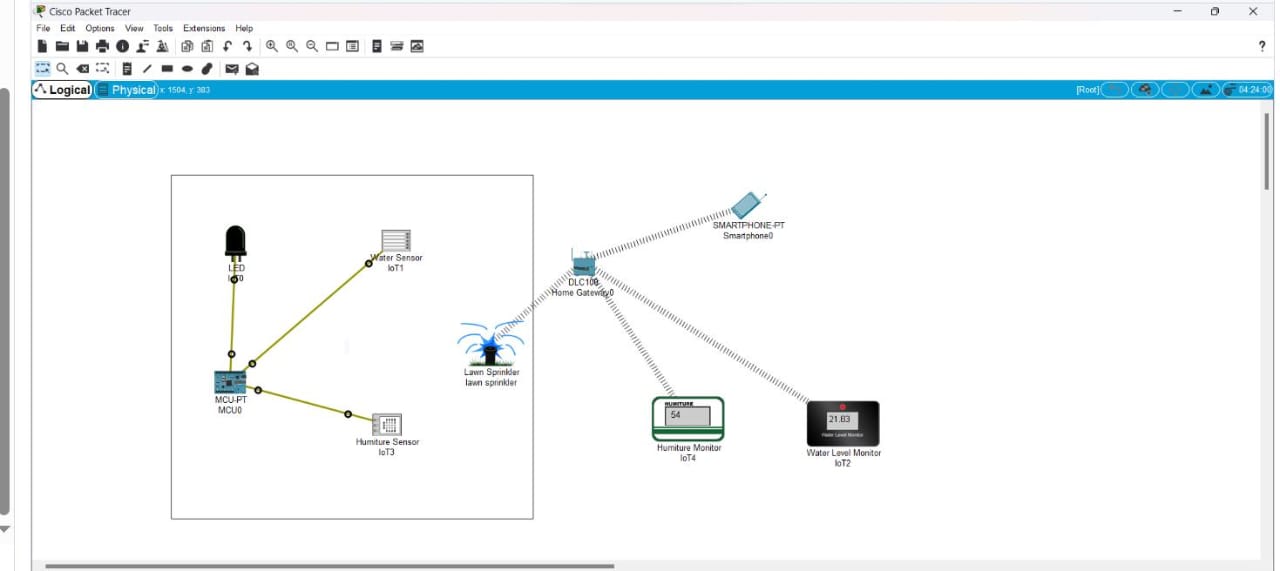 Cisco Packet Tracer
File Edit Options View Tools Extensions Help
?
Logical Physical x: 1504, y: 383 [Root] 04:24:00
SMARTPHONE-PT
Smartphone0
LED
IoT0
Water Sensor
IoT1
DLC100
Home Gateway0
Lawn Sprinkler
lawn sprinkler
MCU-PT
MCU0
Humiture Sensor
IoT3
HUMITURE
54
Humiture Monitor
IoT4
21.83
Water Level Monitor
Water Level Monitor
IoT2